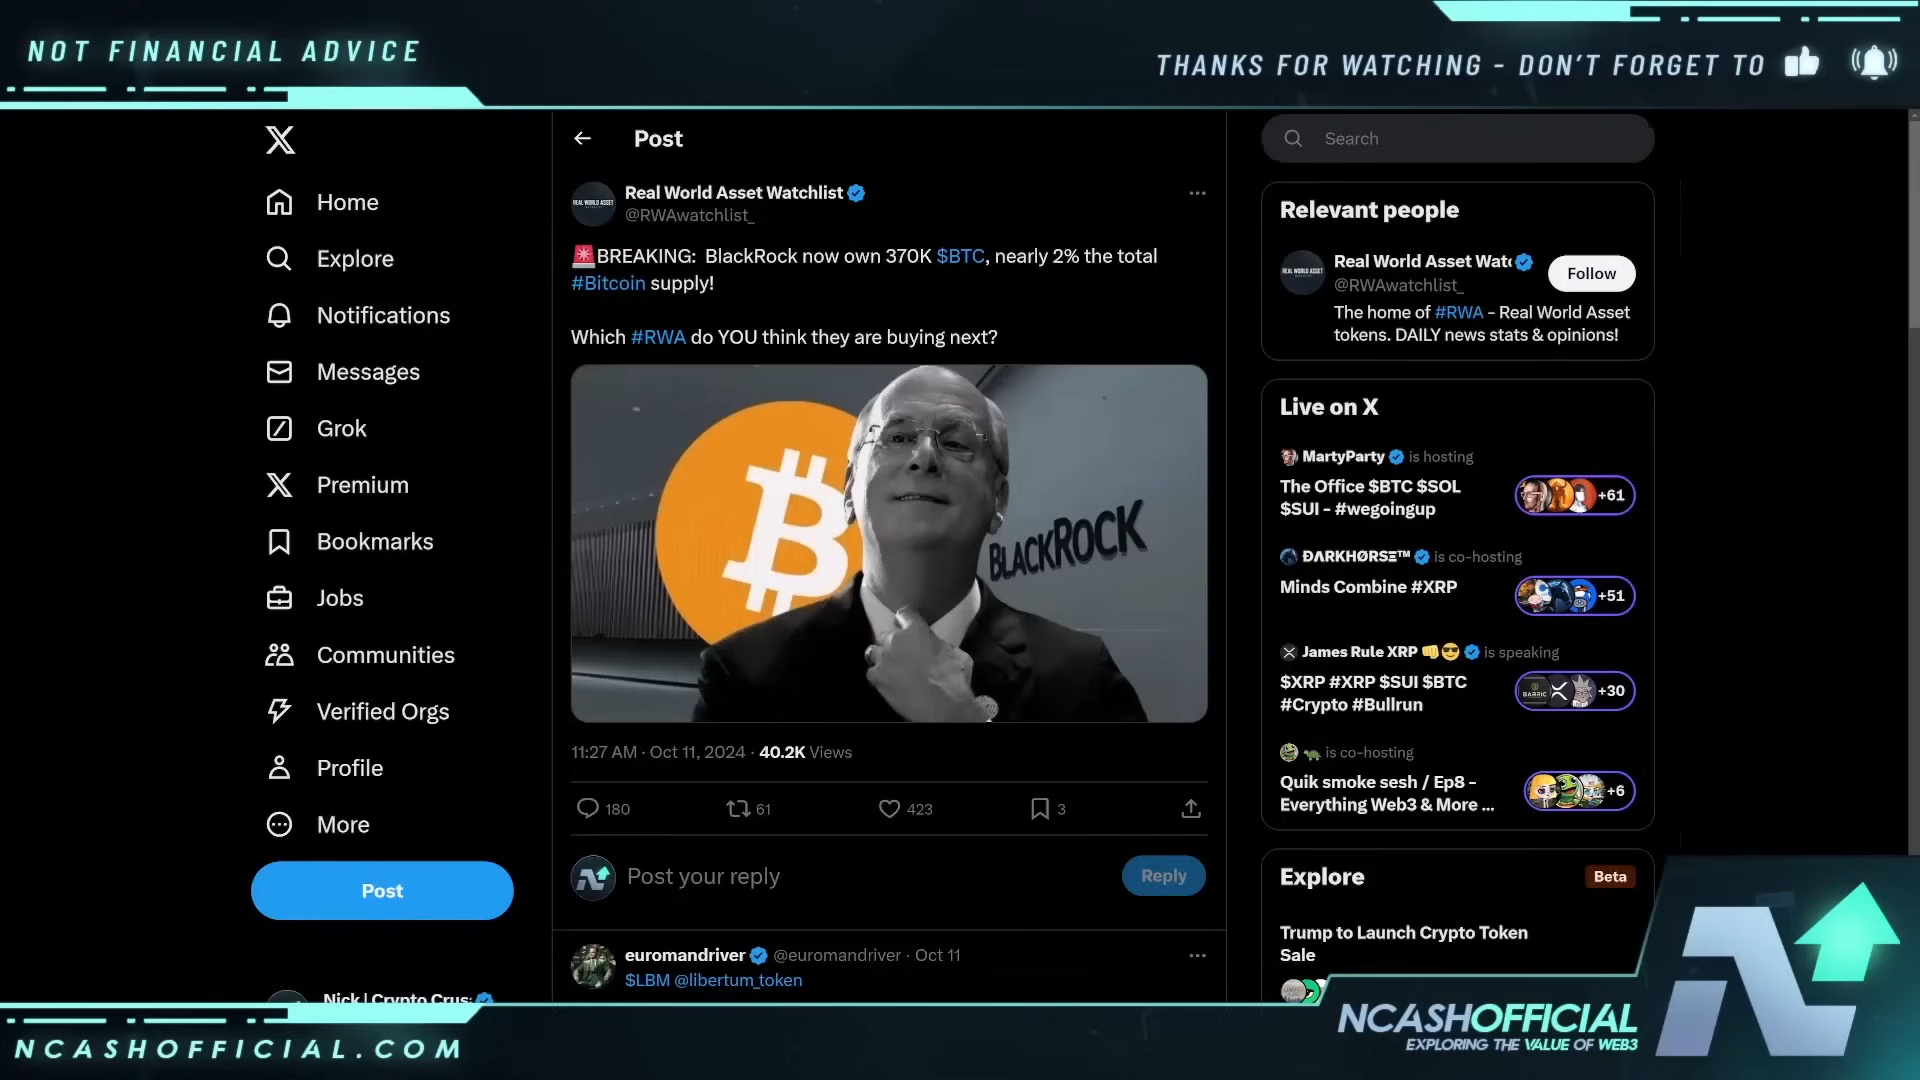 NOT FINANCIAL ADVICE
THANKS FOR WATCHING - DON'T FORGET TO
Home
Explore
Notifications
Messages
Grok
Premium
Bookmarks
Jobs
Communities
Verified Orgs
Profile
More
Post
Post
Real World Asset Watchlist
@RWAwatchlist_
🚨BREAKING: BlackRock now own 370K $BTC, nearly 2% the total
#Bitcoin supply!
Which #RWA do YOU think they are buying next?
BLACKROCK
11:27 AM · Oct 11, 2024 · 40.2K Views
180 61 423 3
Post your reply
Reply
euromandriver @euromandriver · Oct 11
$LBM @libertum_token
Search
Relevant people
Real World Asset Watc
@RWAwatchlist_
Follow
The home of #RWA - Real World Asset
tokens. DAILY news stats & opinions!
Live on X
MartyParty is hosting
The Office $BTC $SOL
$SUI - #wegoingup
+61
ÐΛRKHØRSΞ™ is co-hosting
Minds Combine #XRP
+51
James Rule XRP 👊😎 is speaking
$XRP #XRP $SUI $BTC
#Crypto #Bullrun
+30
🐢 is co-hosting
Quik smoke sesh / Ep8 -
Everything Web3 & More ...
+6
Explore
Beta
Trump to Launch Crypto Token
Sale
NCASHOFFICIAL.COM
NCASHOFFICIAL
EXPLORING THE VALUE OF WEB3